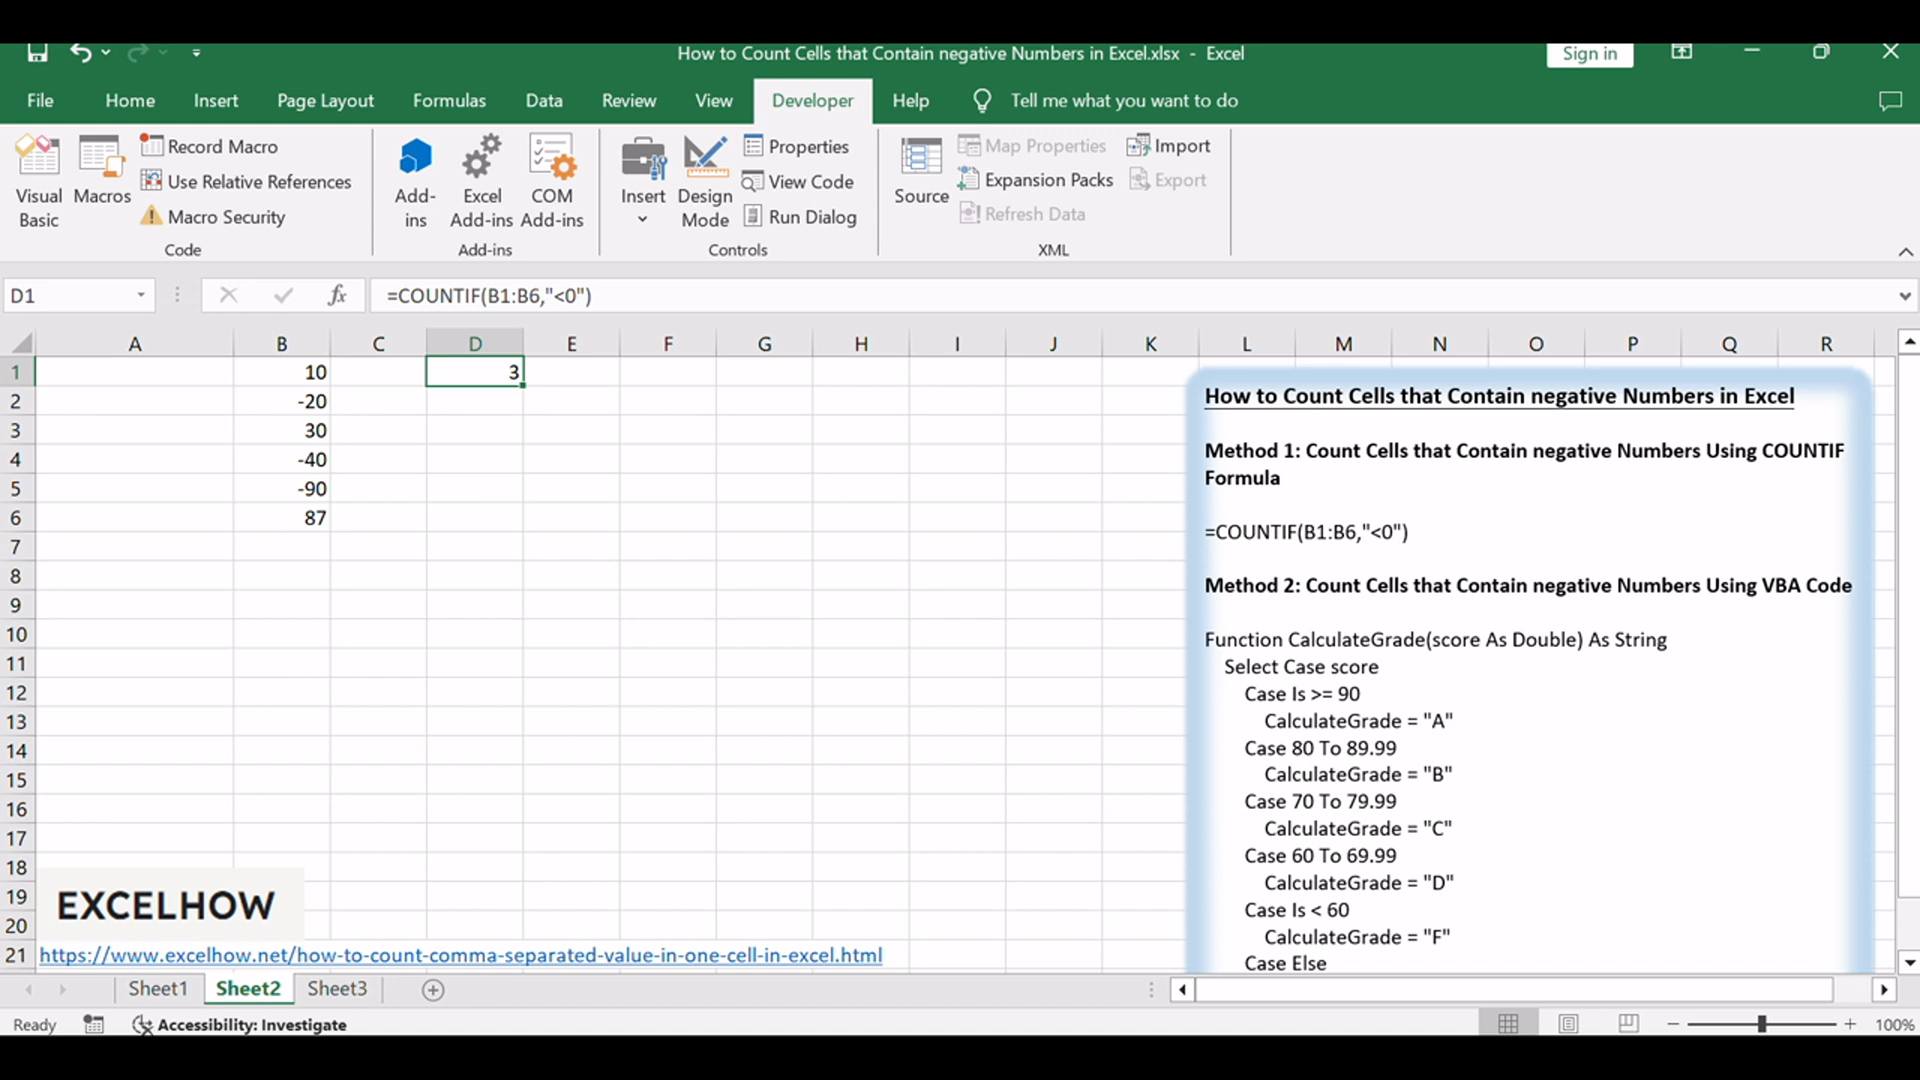 How to Count Cells that Contain negative Numbers in Excel.xlsx - Excel
Sign in
File Home Insert Page Layout Formulas Data Review View Developer Help Tell me what you want to do
Visual Basic
Macros
Record Macro
Use Relative References
Macro Security
Code
Add-ins
Excel Add-ins
COM Add-ins
Add-ins
Insert
Design Mode
Properties
View Code
Run Dialog
Controls
Source
Map Properties
Expansion Packs
Refresh Data
Import
Export
XML
D1
fx
=COUNTIF(B1:B6,"<0")
A B C D E F G H I J K L M N O P Q R
1 10 3
2 -20
3 30
4 -40
5 -90
6 87
7
8
9
10
11
12
13
14
15
16
17
18
19
20
21
How to Count Cells that Contain negative Numbers in Excel
Method 1: Count Cells that Contain negative Numbers Using COUNTIF
Formula
=COUNTIF(B1:B6,"<0")
Method 2: Count Cells that Contain negative Numbers Using VBA Code
Function CalculateGrade(score As Double) As String
Select Case score
Case Is >= 90
CalculateGrade = "A"
Case 80 To 89.99
CalculateGrade = "B"
Case 70 To 79.99
CalculateGrade = "C"
Case 60 To 69.99
CalculateGrade = "D"
Case Is < 60
CalculateGrade = "F"
Case Else
EXCELHOW
https://www.excelhow.net/how-to-count-comma-separated-value-in-one-cell-in-excel.html
Sheet1 Sheet2 Sheet3
Ready
Accessibility: Investigate
100%